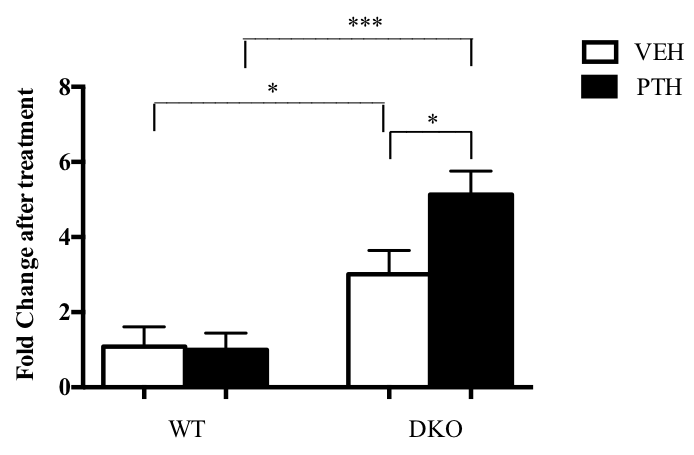 ***
VEH
PTH
*
*
8
6
4
2
0
Fold Change after treatment
WT
DKO